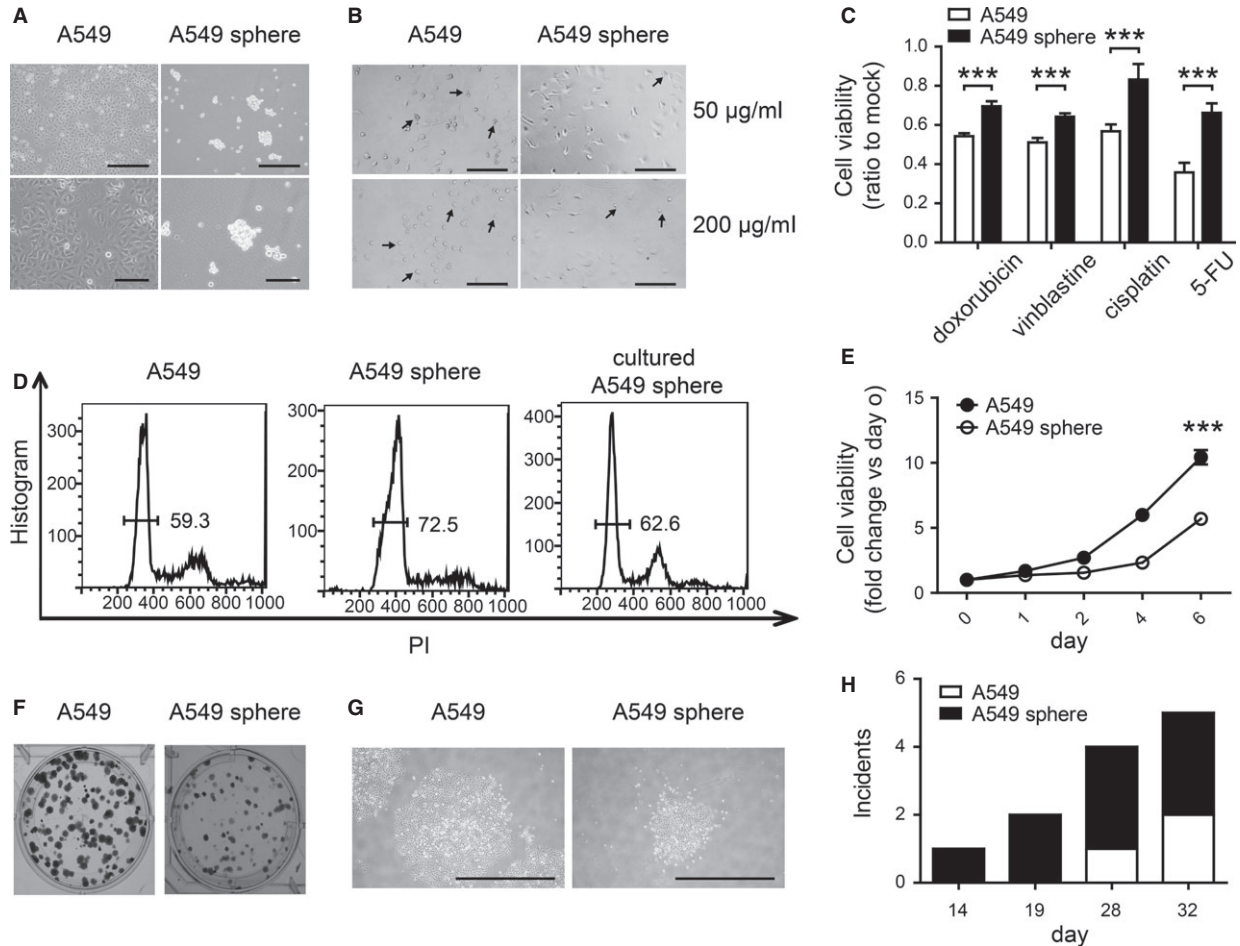 A
A549 A549 sphere
B
A549 A549 sphere
50 µg/ml
200 µg/ml
C
A549
A549 sphere
Cell viability
(ratio to mock)
1.0
0.8
0.6
0.4
0.2
0.0
*** *** *** ***
doxorubicin vinblastine cisplatin 5-FU
D
A549
A549 sphere
cultured
A549 sphere
Histogram
300
200
100
59.3
200 400 600 800 1000
300
200
100
0
72.5
200 400 600 800 1000
400
300
200
100
0
62.6
200 400 600 800 1000
PI
E
A549
A549 sphere
***
Cell viability
(fold change vs day o)
15
10
5
0
0 1 2 4 6
day
F
A549 A549 sphere
G
A549 A549 sphere
H
A549
A549 sphere
Incidents
6
4
2
0
14 19 28 32
day